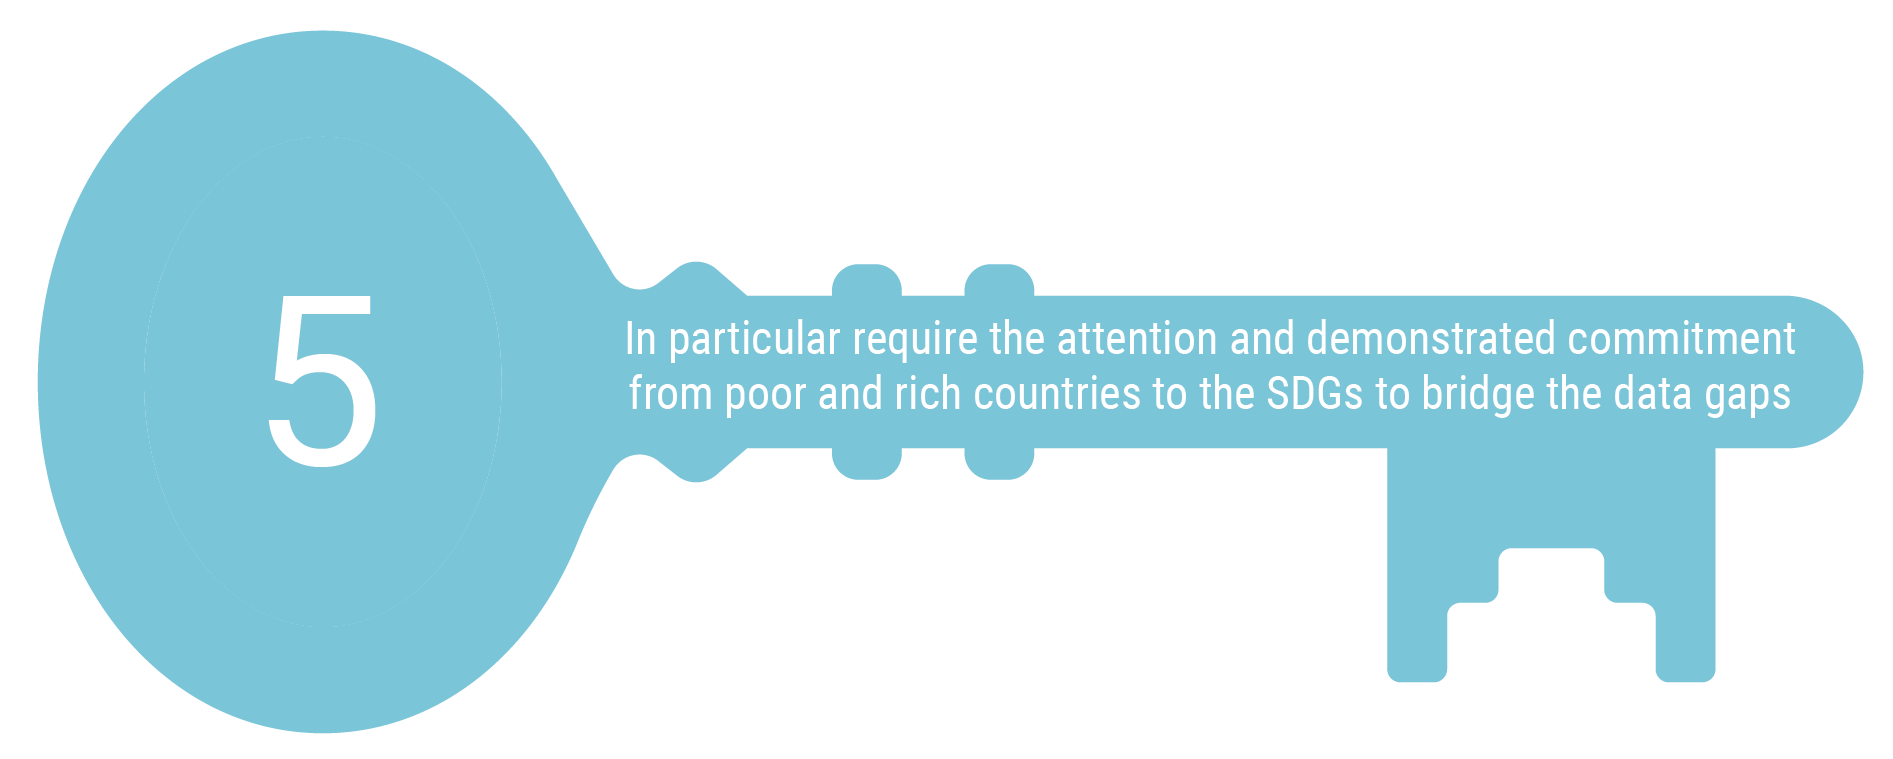 5
In particular require the attention and demonstrated commitment
from poor and rich countries to the SDGs to bridge the data gaps